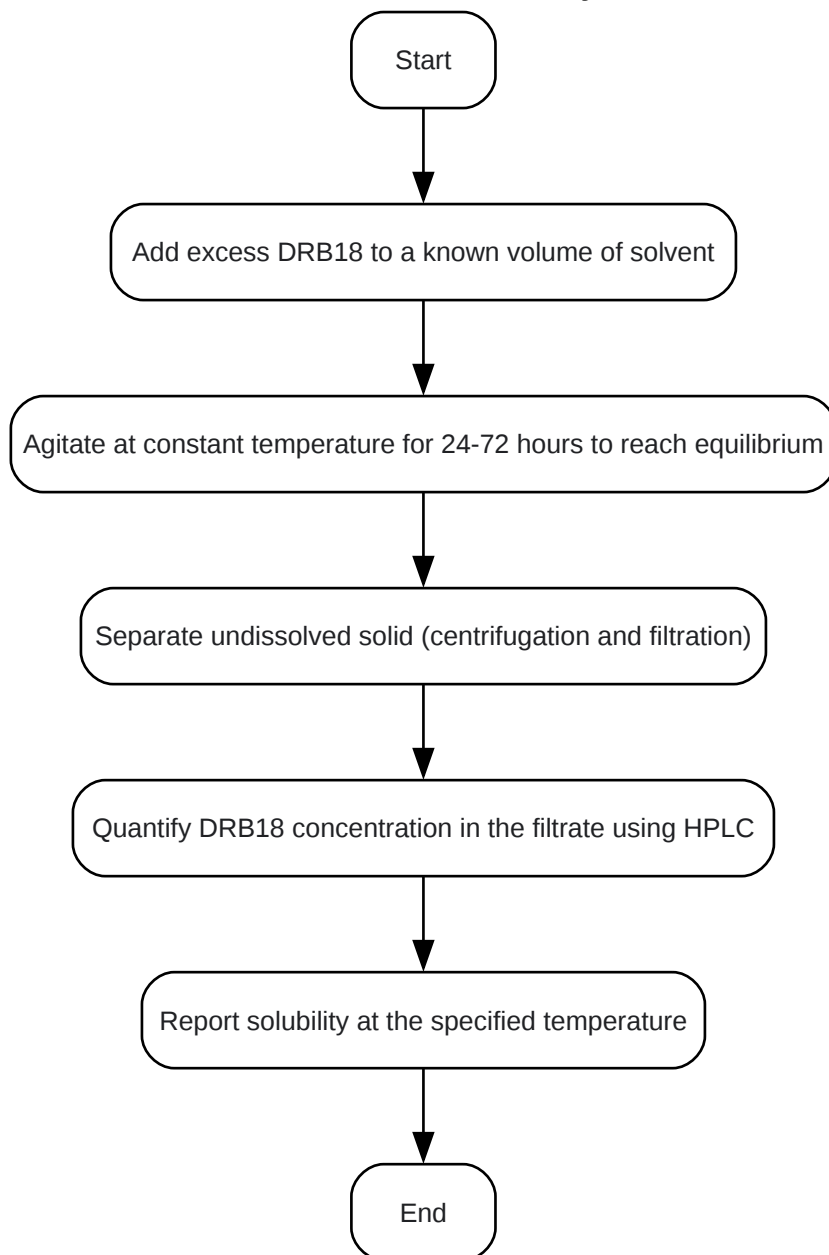 Start
Add excess DRB18 to a known volume of solvent
Agitate at constant temperature for 24-72 hours to reach equilibrium
Separate undissolved solid (centrifugation and filtration)
Quantify DRB18 concentration in the filtrate using HPLC
Report solubility at the specified temperature
End